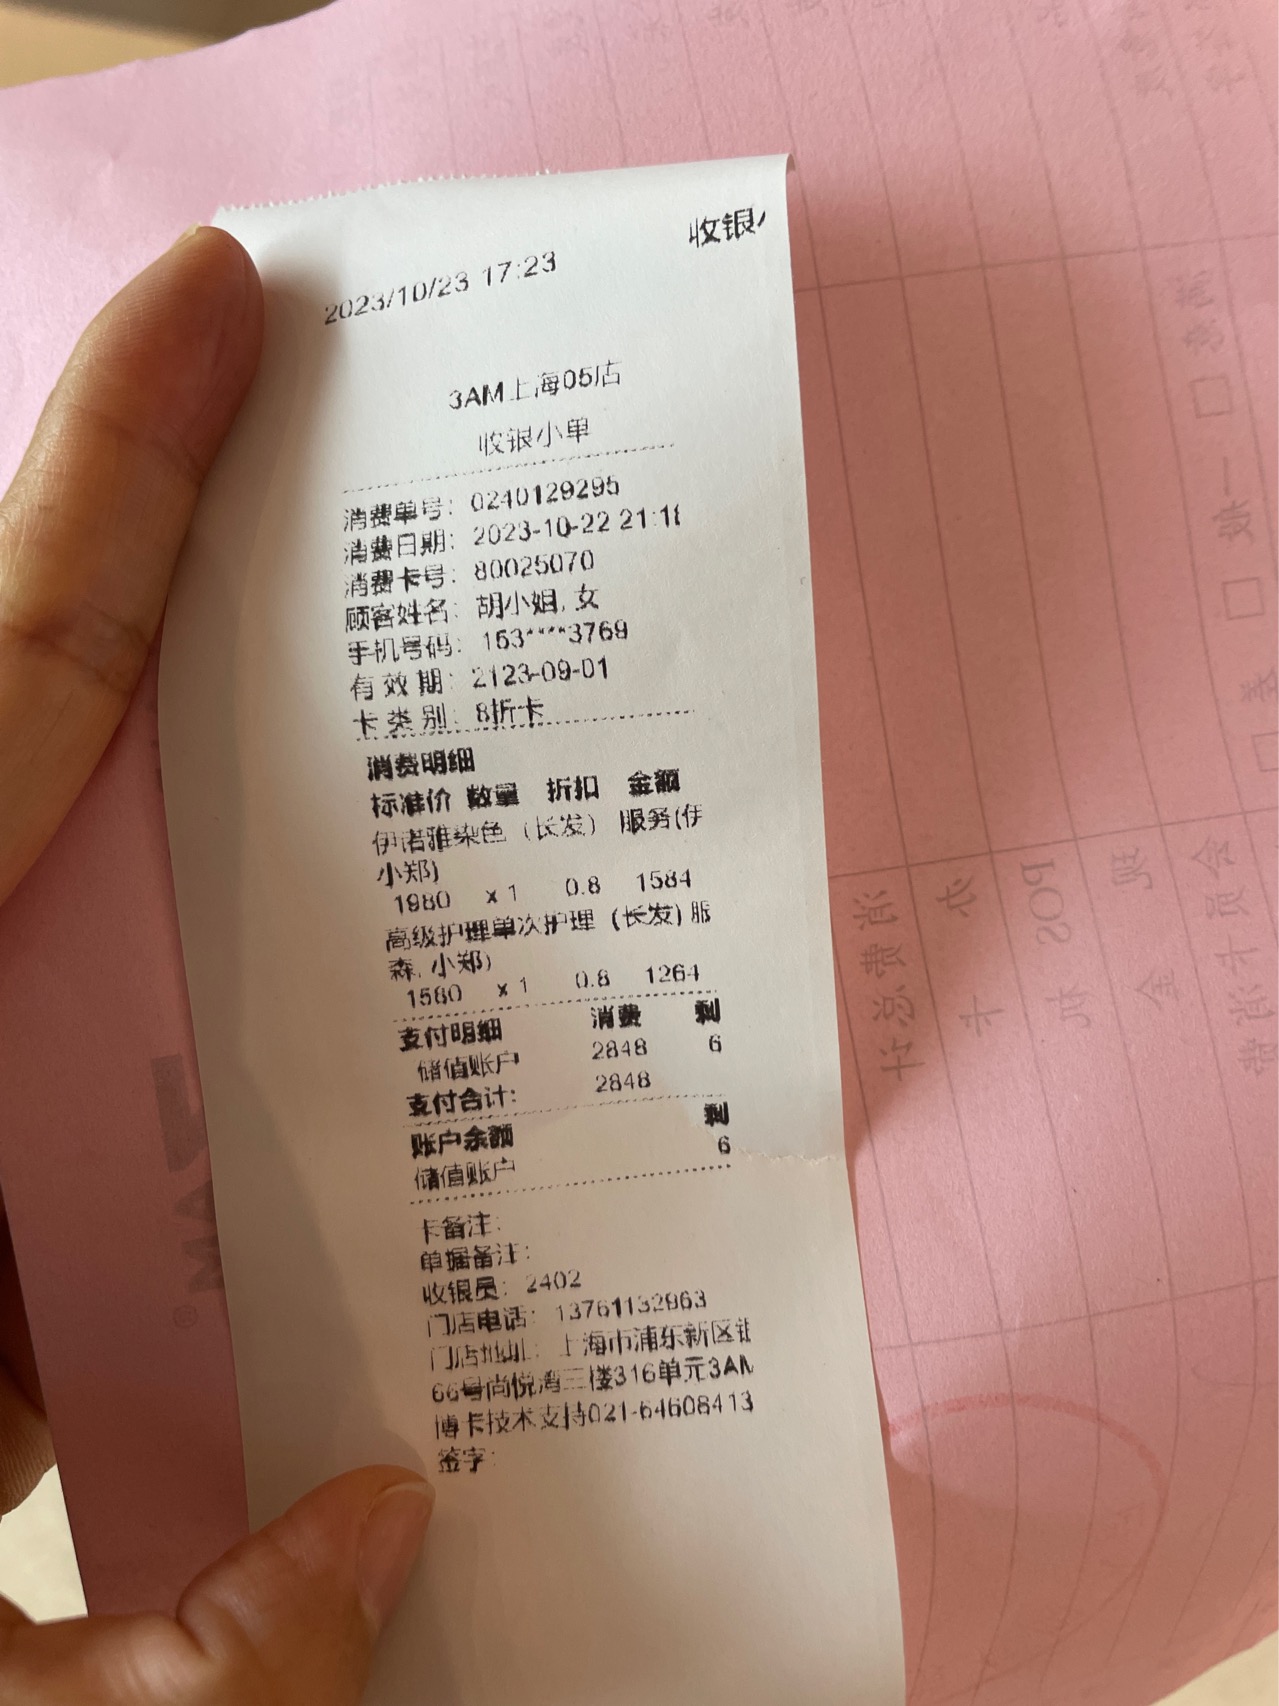 收银小
2023/10/23 17:23
3AM上海05店
收银小单
消费单号：0240129295
消费日期：2023-10-22 21:18
消费卡号：80025070
顾客姓名：胡小姐, 女
手机号码：153****3769
有 效 期：2123-09-01
卡 类 别：8折卡
消费明细
标准价 数量 折扣 金额
伊诺雅染色（长发） 服务(伊
小郑)
1980 x 1 0.8 1584
高级护理单次护理（长发) 服
森, 小郑)
1580 x 1 0.8 1264
支付明细 消费 剩
储值账户 2848 6
支付合计： 2848
账户余额 剩
储值账户 6
卡备注：
单据备注：
收银员：2402
门店电话：13761132963
门店地址：上海市浦东新区银
66号尚悦湾三楼316单元3AM
博卡技术支持021-64608413
签字：